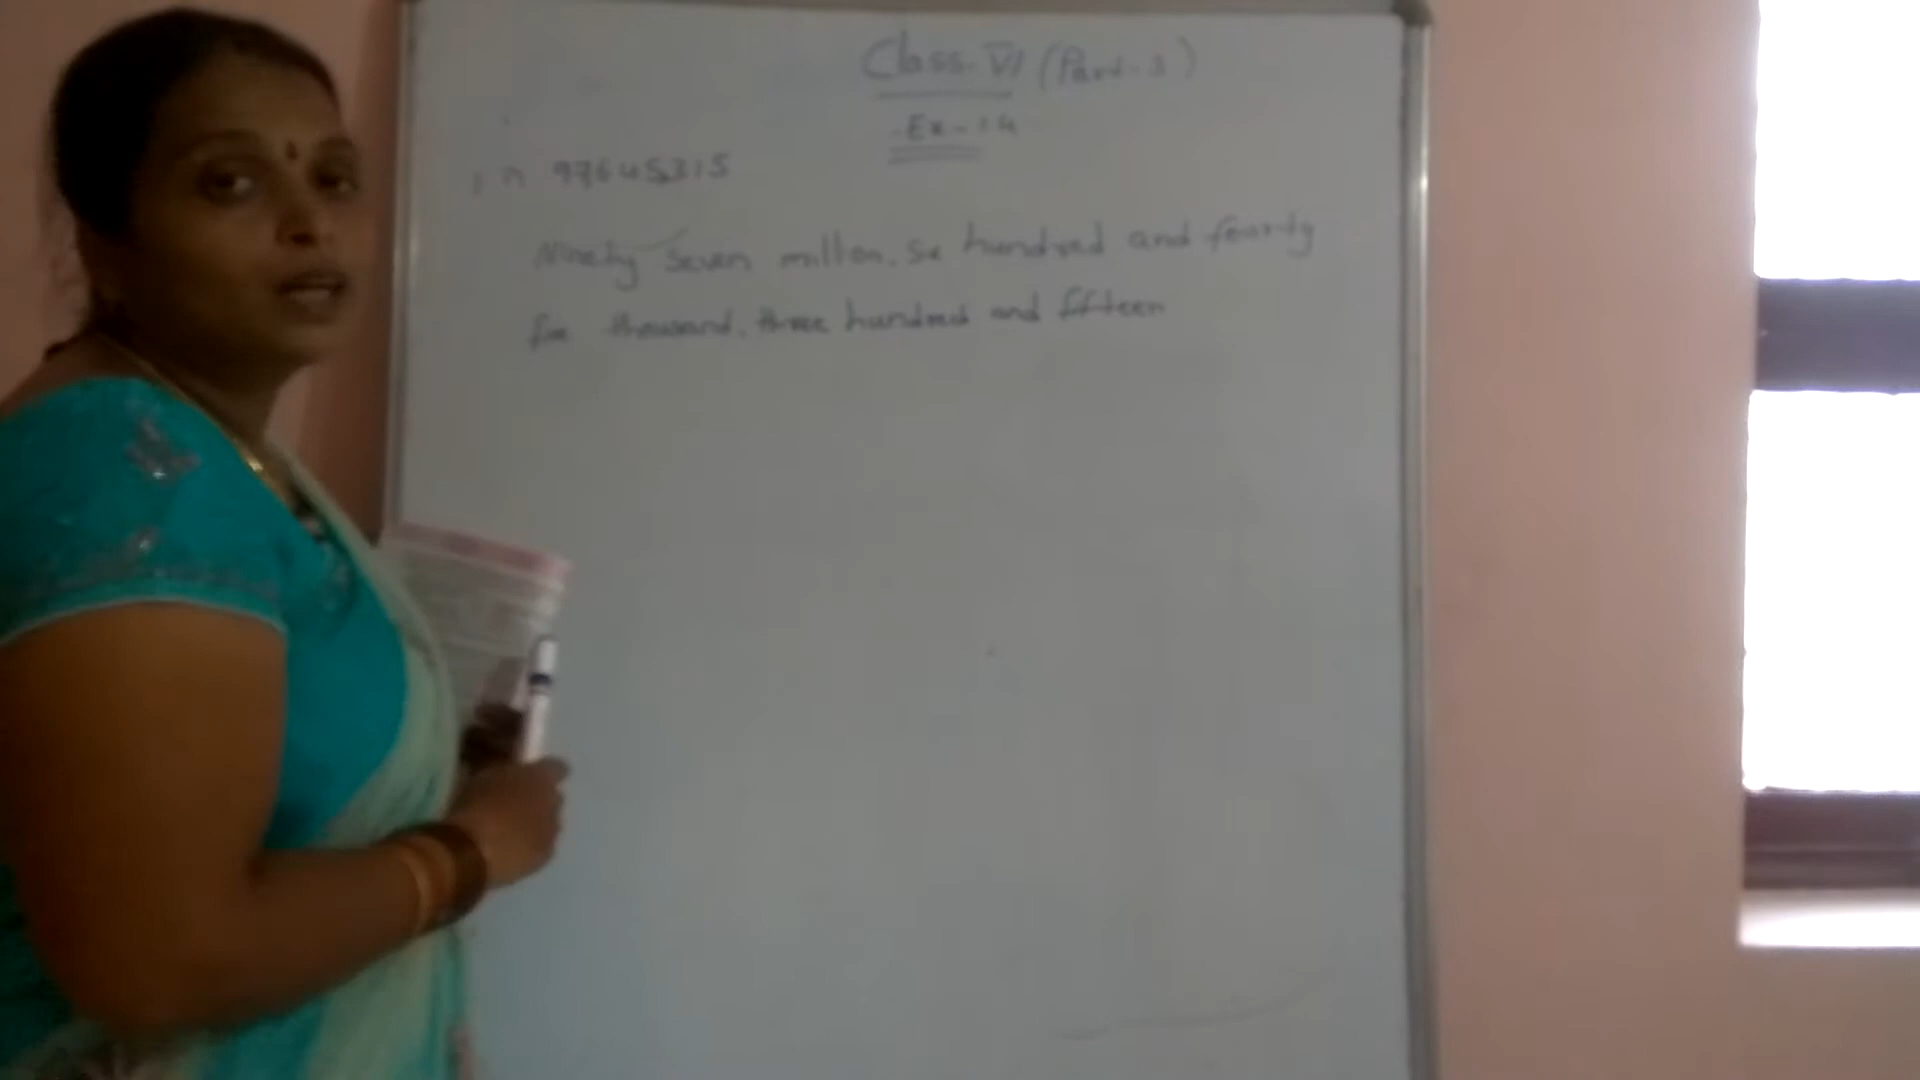 Class-VI (Part-3)
Ex-1.4
1 97645315
Ninety seven million, Six hundred and fourty
five thousand, three hundred and fifteen